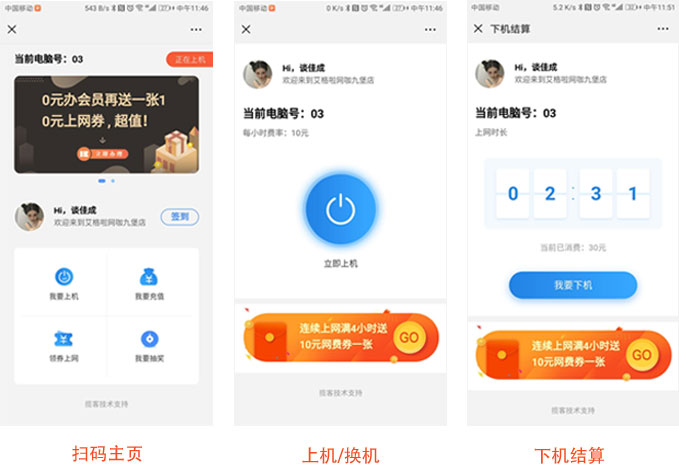 中国移动 543 B/s 中午11:46
当前电脑号：03
正在上机
0元办会员再送一张1
0元上网券，超值！
Hi，谈佳成
欢迎来到艾格啦网咖九堡店
签到
我要上机
我要充值
领券上网
我要抽奖
揽客技术支持
扫码主页
中国移动 0 K/s 中午11:46
Hi，谈佳成
欢迎来到艾格啦网咖九堡店
当前电脑号：03
每小时费率：10元
立即上机
连续上网满4小时送
10元网费券一张
GO
揽客技术支持
上机/换机
中国移动 5.2 K/s 中午11:51
下机结算
Hi，谈佳成
欢迎来到艾格啦网咖九堡店
当前电脑号：03
上网时长
02:31
当前已消费：30元
我要下机
连续上网满4小时送
10元网费券一张
GO
揽客技术支持
下机结算